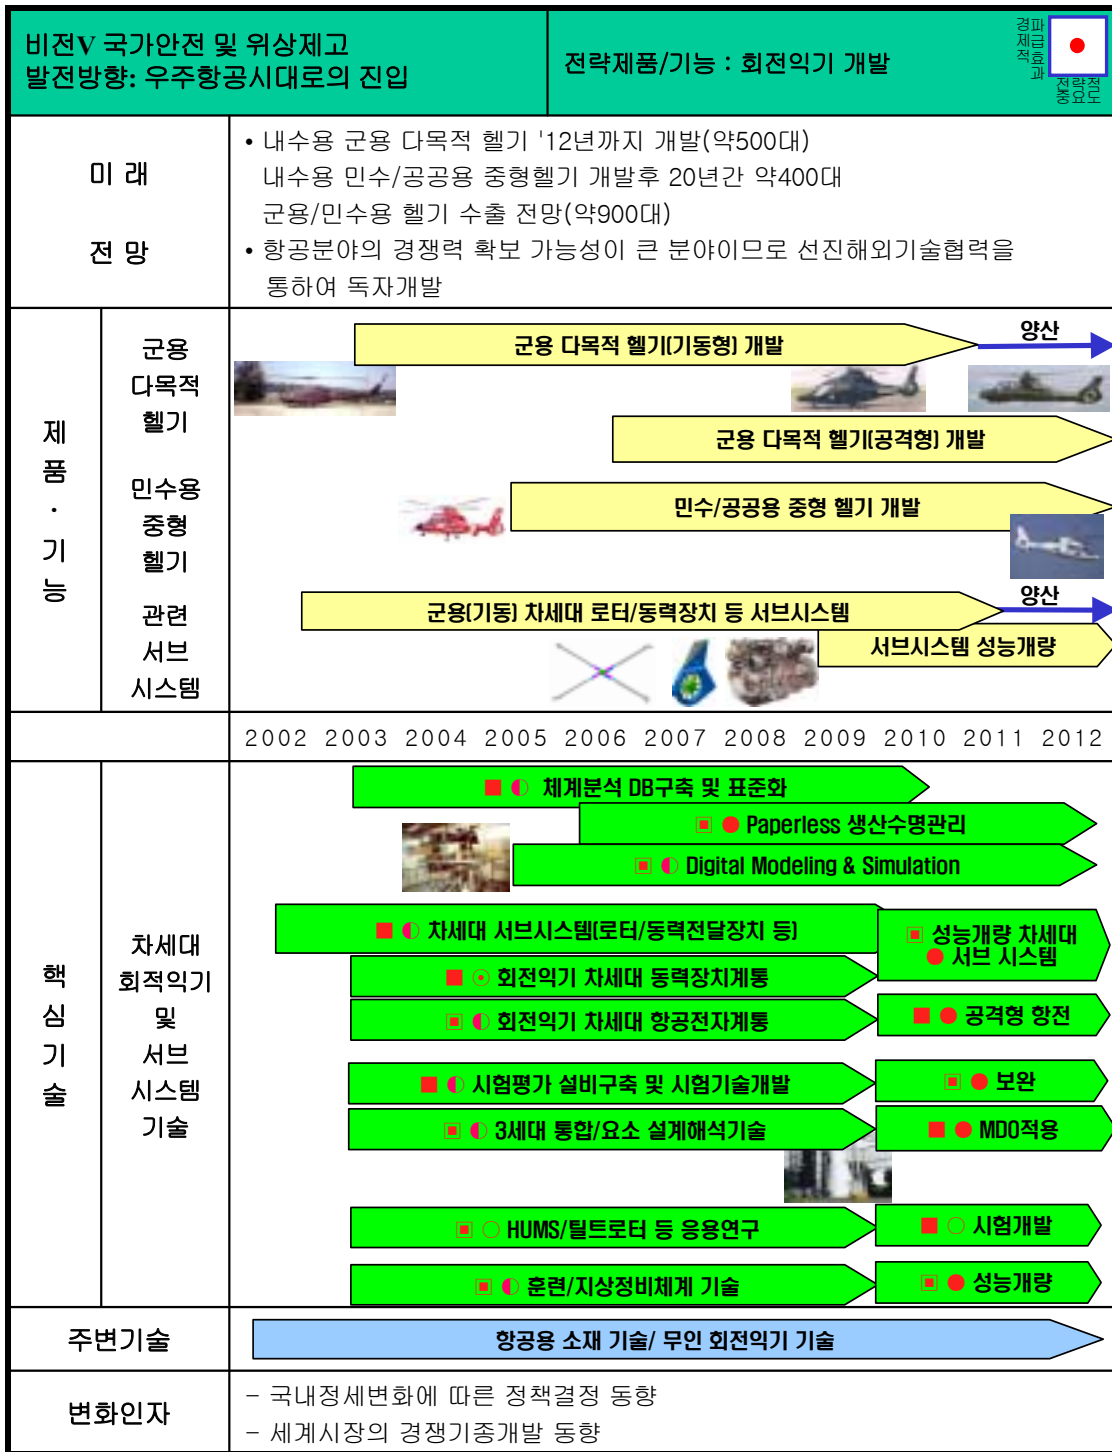 비전V 국가안전 및 위상제고
발전방향: 우주항공시대로의 진입
전략제품/기능 : 회전익기 개발
경제적
파급효과
전략적
중요도
미 래
전 망
• 내수용 군용 다목적 헬기 '12년까지 개발(약500대)
내수용 민수/공공용 중형헬기 개발후 20년간 약400대
군용/민수용 헬기 수출 전망(약900대)
• 항공분야의 경쟁력 확보 가능성이 큰 분야이므로 선진해외기술협력을
통하여 독자개발
제
품
·
기
능
군용
다목적
헬기
군용 다목적 헬기(기동형) 개발
양산
군용 다목적 헬기(공격형) 개발
민수용
중형
헬기
민수/공공용 중형 헬기 개발
관련
서브
시스템
군용(기동) 차세대 로터/동력장치 등 서브시스템
양산
서브시스템 성능개량
2002 2003 2004 2005 2006 2007 2008 2009 2010 2011 2012
핵
심
기
술
차세대
회적익기
및
서브
시스템
기술
■ ◐ 체계분석 DB구축 및 표준화
▣ ● Paperless 생산수명관리
▣ ◐ Digital Modeling & Simulation
■ ◐ 차세대 서브시스템(로터/동력전달장치 등)
▣ 성능개량 차세대
● 서브 시스템
■ ⊙ 회전익기 차세대 동력장치계통
▣ ◐ 회전익기 차세대 항공전자계통
■ ● 공격형 항전
■ ◐ 시험평가 설비구축 및 시험기술개발
▣ ● 보완
▣ ◐ 3세대 통합/요소 설계해석기술
■ ● MDO적용
▣ ○ HUMS/틸트로터 등 응용연구
■ ○ 시험개발
▣ ◐ 훈련/지상정비체계 기술
▣ ● 성능개량
주변기술
항공용 소재 기술/ 무인 회전익기 기술
변화인자
– 국내정세변화에 따른 정책결정 동향
– 세계시장의 경쟁기종개발 동향